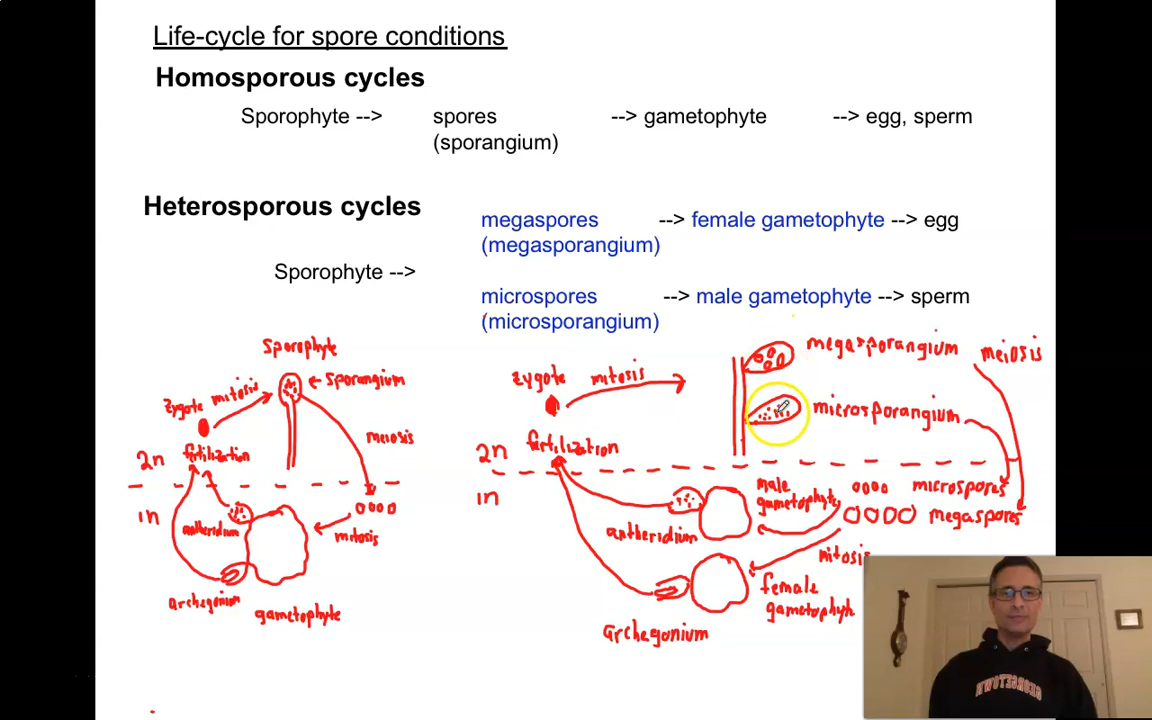 Life-cycle for spore conditions
Homosporous cycles
Sporophyte --> spores --> gametophyte --> egg, sperm
(sporangium)
Heterosporous cycles
megaspores --> female gametophyte --> egg
(megasporangium)
Sporophyte -->
microspores --> male gametophyte --> sperm
(microsporangium)
Sporophyte
sporangium
zygote mitosis
meiosis
2n fertilization
1n
antheridium
mitosis
archegonium
gametophyte
megasporangium meiosis
zygote mitosis
microsporangium
2n fertilization
1n
male gametophyte
microspores
megaspores
antheridium
mitosis
female
gametoph
archegonium
GEORGETOWN